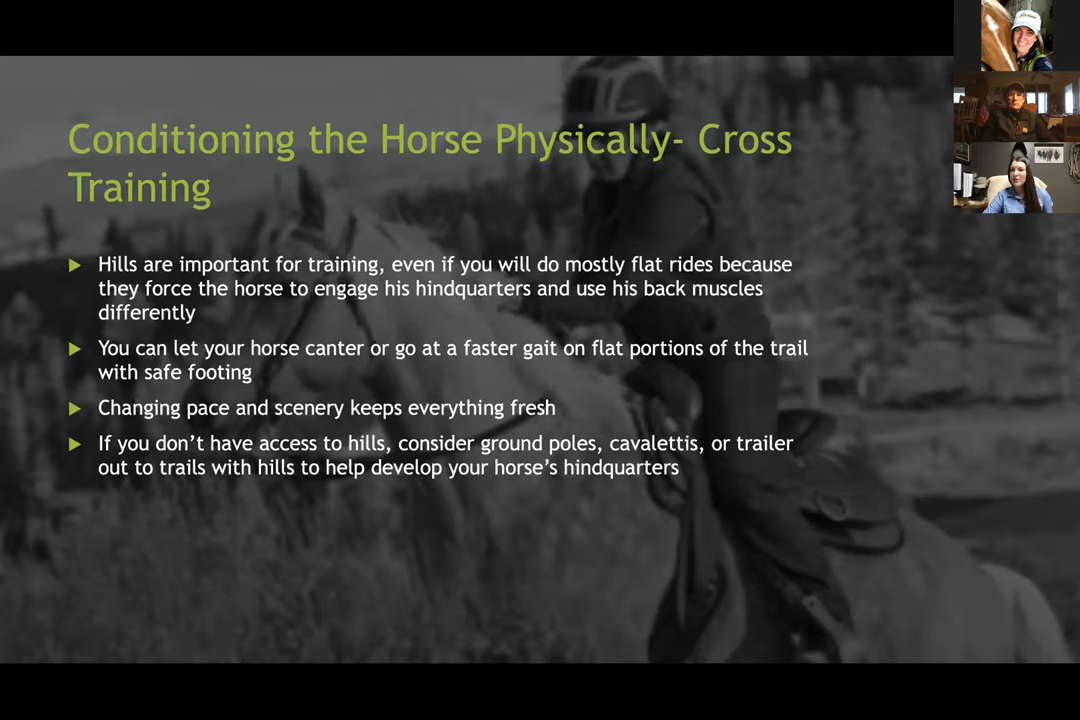 Conditioning the Horse Physically- Cross
Training
Hills are important for training, even if you will do mostly flat rides because
they force the horse to engage his hindquarters and use his back muscles
differently
You can let your horse canter or go at a faster gait on flat portions of the trail
with safe footing
Changing pace and scenery keeps everything fresh
If you don’t have access to hills, consider ground poles, cavalettis, or trailer
out to trails with hills to help develop your horse’s hindquarters